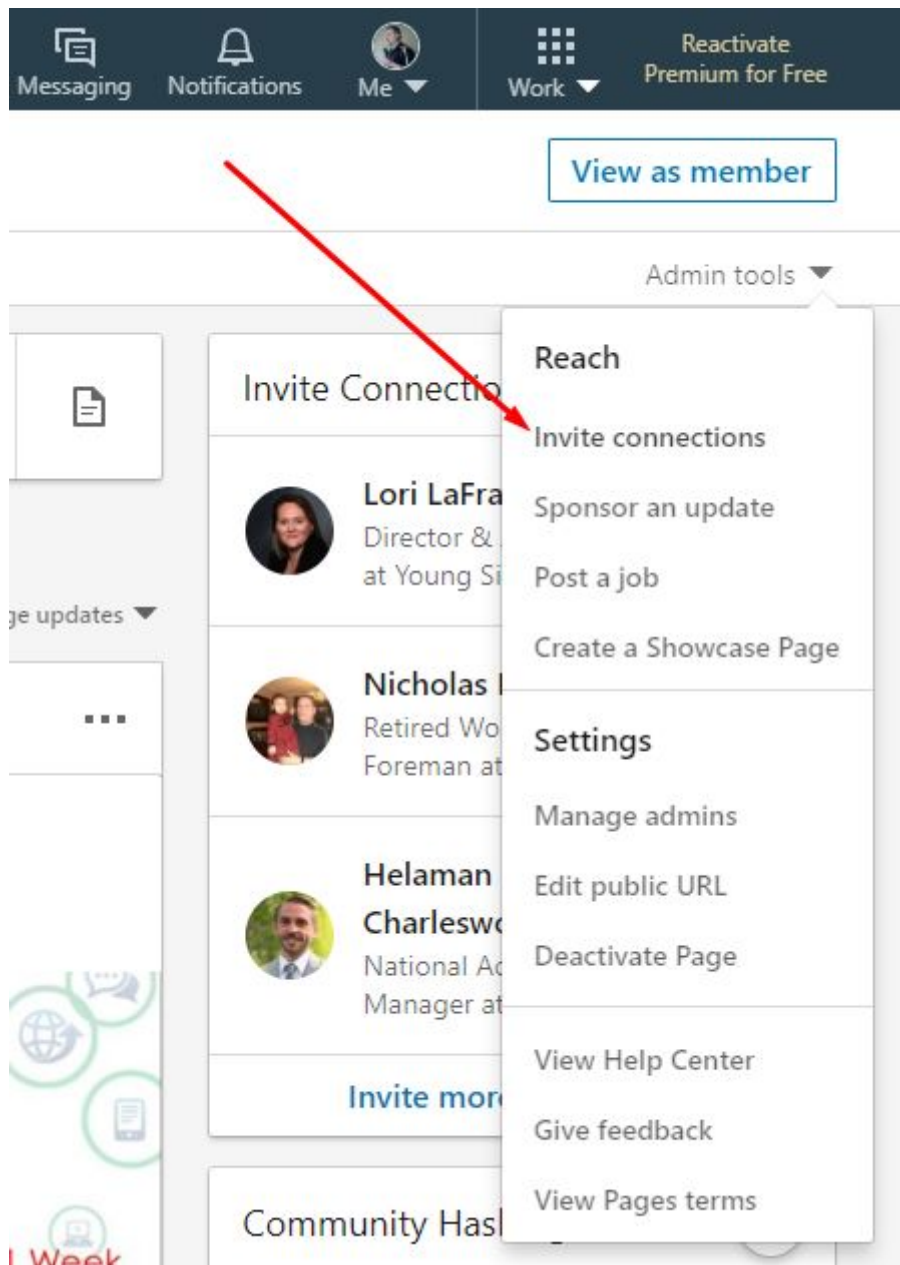 Messaging
Notifications
Me
Work
Reactivate
Premium for Free
View as member
Admin tools
Invite Connectio
Lori LaFra
Director &
at Young Si
Nicholas
Retired Wo
Foreman at
Helaman
Charleswo
National Ac
Manager at
Invite more
Community Has
ge updates
l Week
Reach
Invite connections
Sponsor an update
Post a job
Create a Showcase Page
Settings
Manage admins
Edit public URL
Deactivate Page
View Help Center
Give feedback
View Pages terms